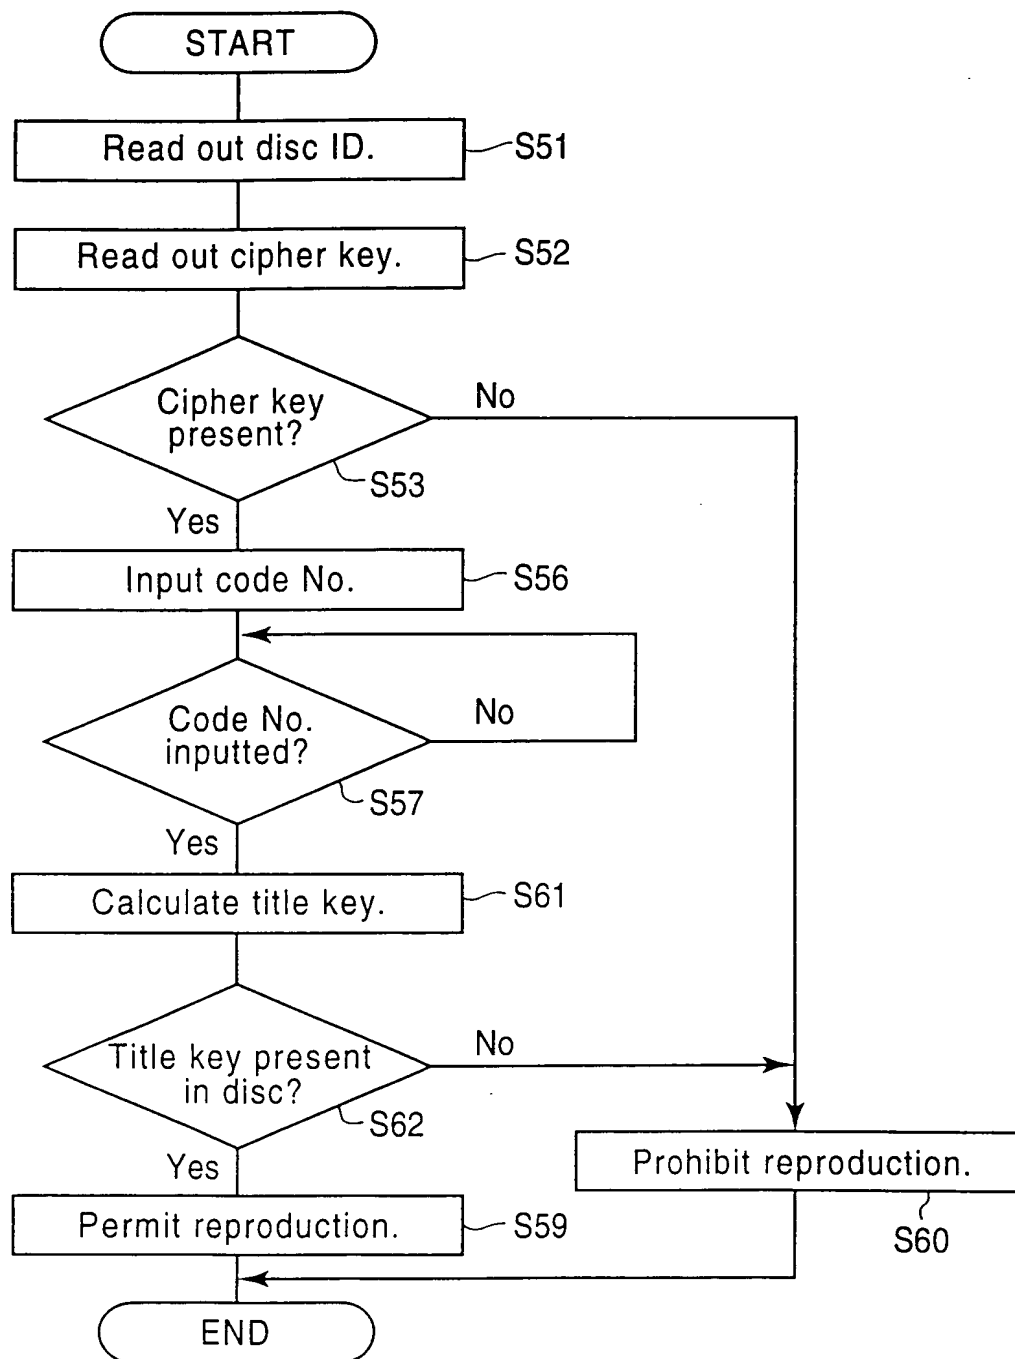 START
Read out disc ID.
S51
Read out cipher key.
S52
Cipher key
present?
No
S53
Yes
Input code No.
S56
Code No.
inputted?
No
S57
Yes
Calculate title key.
S61
Title key present
in disc?
No
S62
Yes
Prohibit reproduction.
S60
Permit reproduction.
S59
END